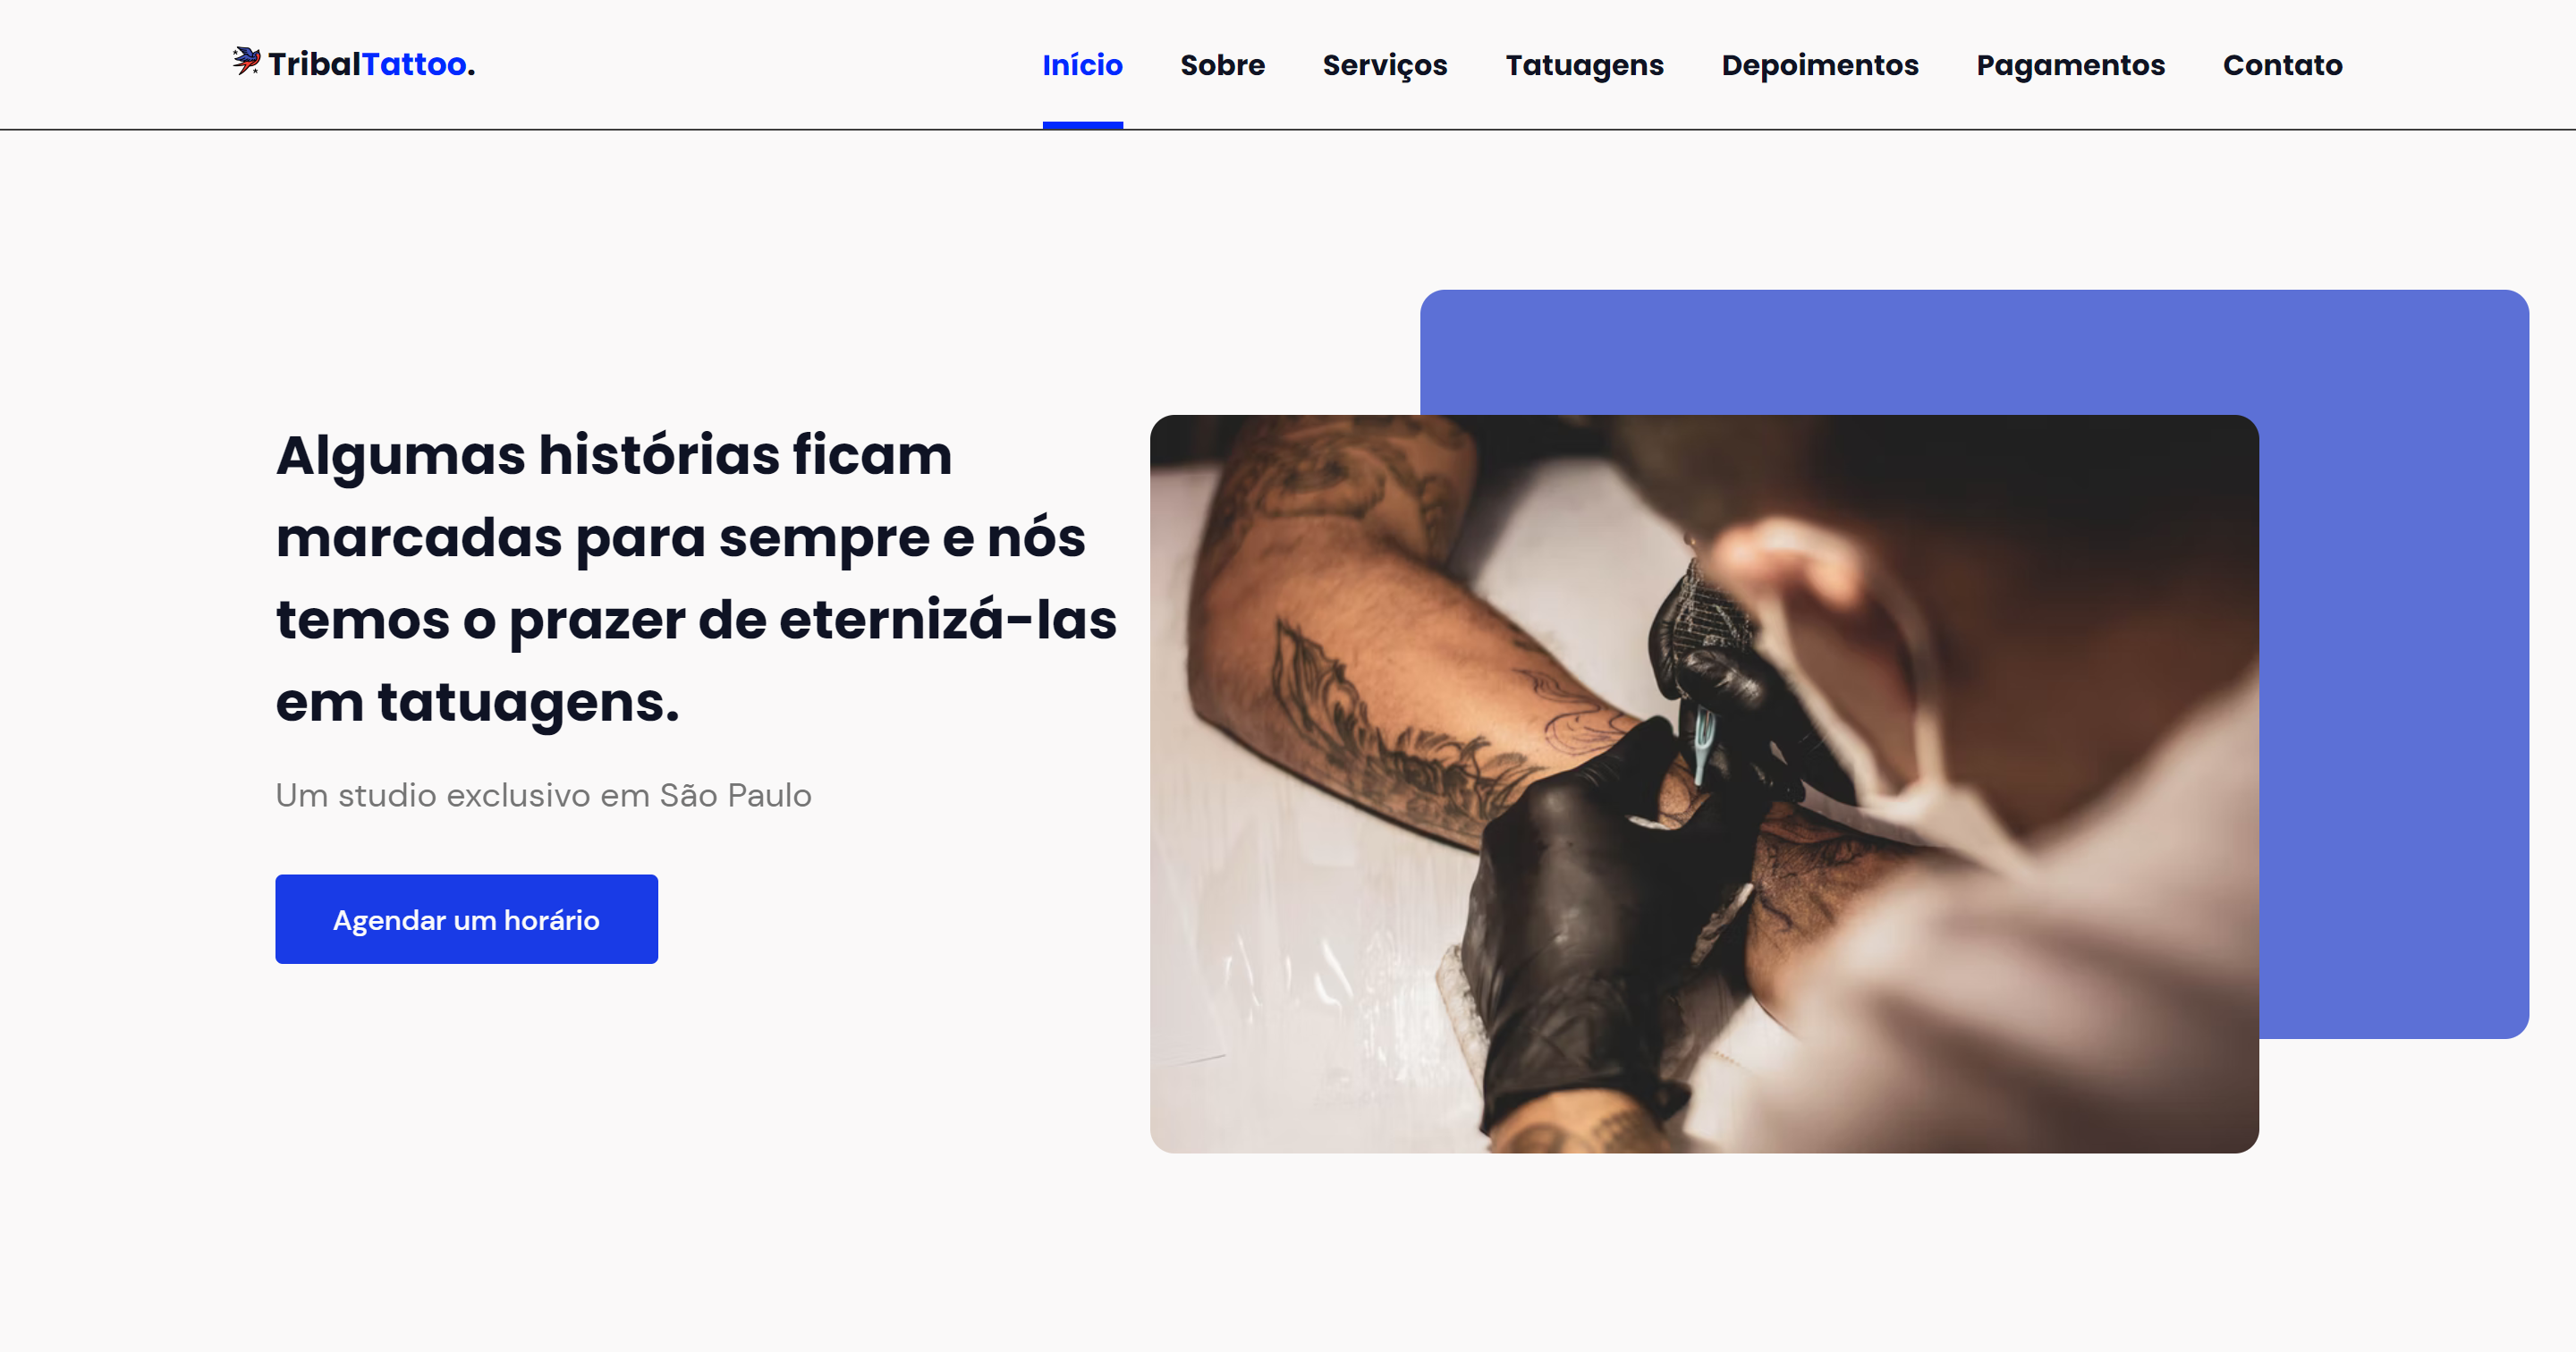 TribalTattoo.
Início Sobre Serviços Tatuagens Depoimentos Pagamentos Contato
Algumas histórias ficam
marcadas para sempre e nós
temos o prazer de eternizá-las
em tatuagens.
Um studio exclusivo em São Paulo
Agendar um horário